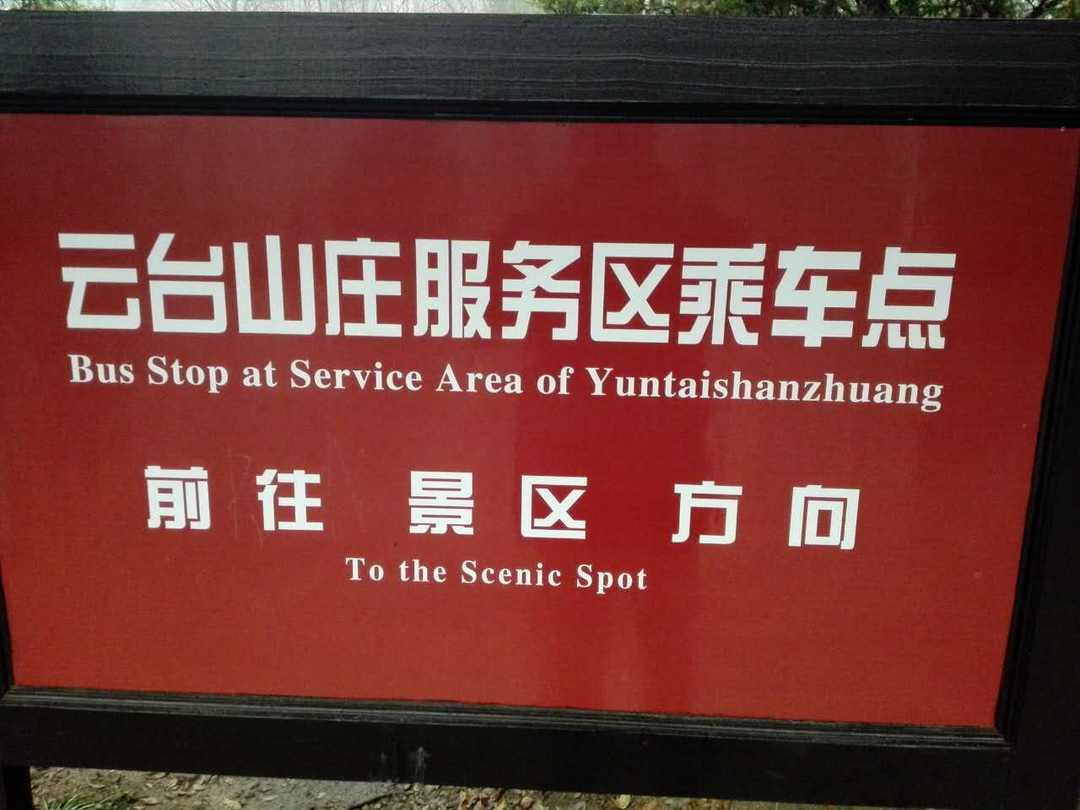 云台山庄服务区乘车点
Bus Stop at Service Area of Yuntaishanzhuang
前往 景区 方向
To the Scenic Spot